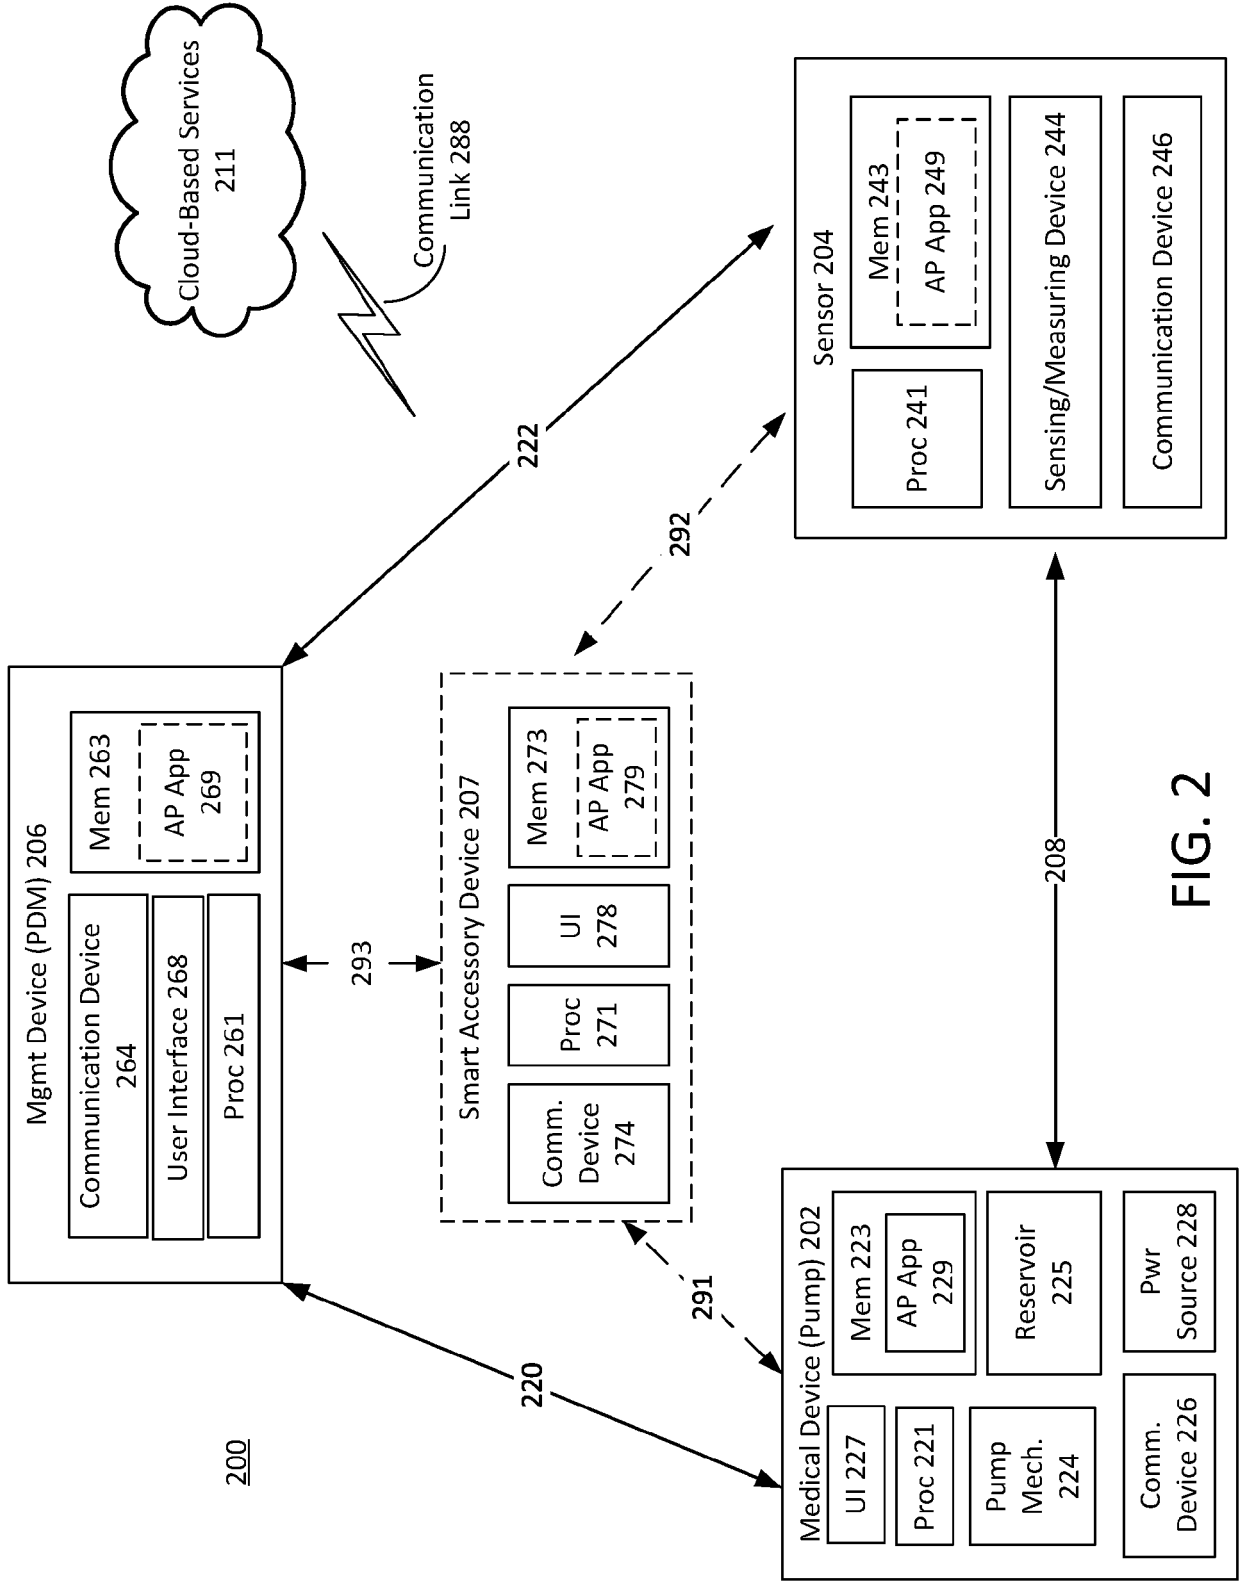 200
Mgmt Device (PDM) 206
Communication Device
264
User Interface 268
Proc 261
Mem 263
AP App
269
Cloud-Based Services
211
Communication
Link 288
220
293
222
Smart Accessory Device 207
Comm.
Device
274
Proc
271
UI
278
Mem 273
AP App
279
291
292
Medical Device (Pump) 202
UI 227
Proc 221
Pump
Mech.
224
Comm.
Device 226
Mem 223
AP App
229
Reservoir
225
Pwr
Source 228
208
Sensor 204
Proc 241
Mem 243
AP App 249
Sensing/Measuring Device 244
Communication Device 246
FIG. 2